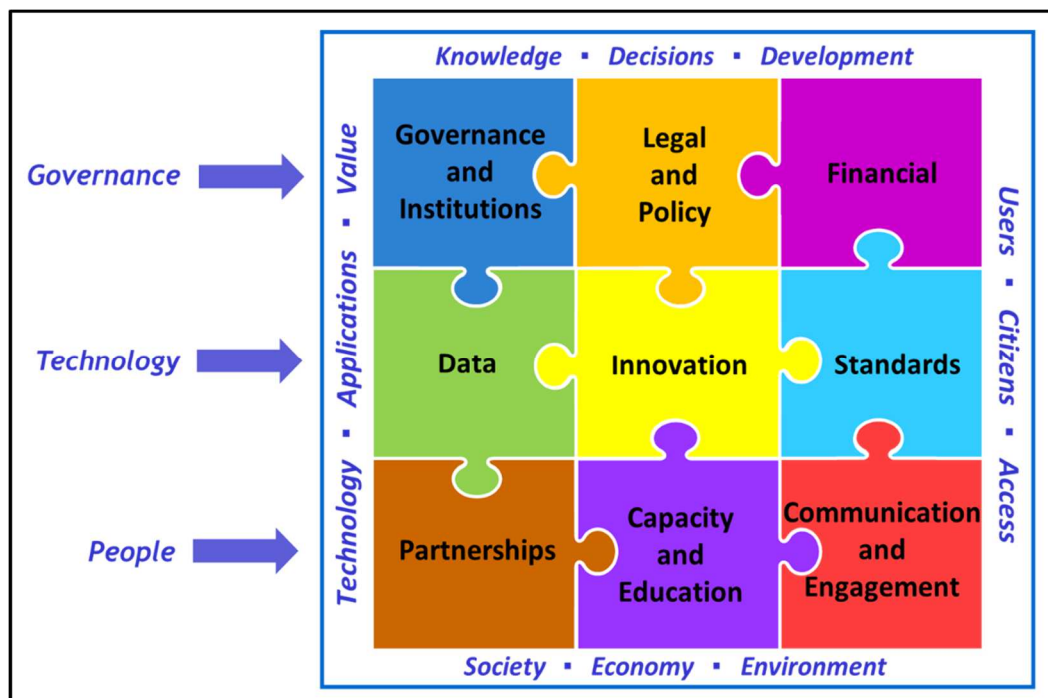 Knowledge ▪ Decisions ▪ Development
Governance
Technology
People
Technology ▪ Applications ▪ Value
Governance
and
Institutions
Legal
and
Policy
Financial
Data
Innovation
Standards
Partnerships
Capacity
and
Education
Communication
and
Engagement
Users ▪ Citizens ▪ Access
Society ▪ Economy ▪ Environment